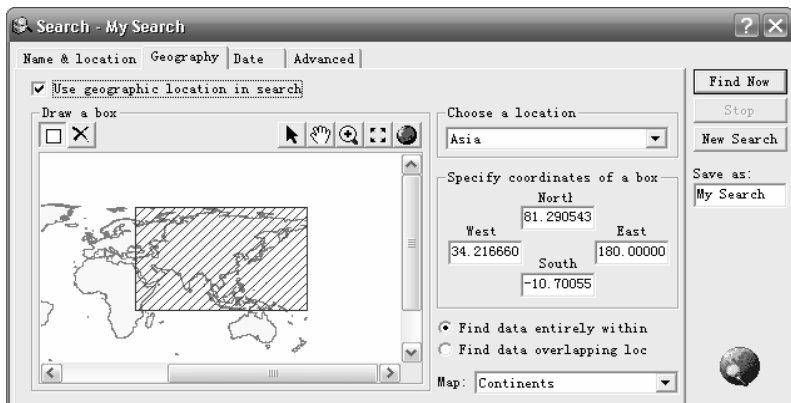 Search - My Search
Name & location
Geography
Date
Advanced
Use geographic location in search
Draw a box
Choose a location
Asia
Specify coordinates of a box
North
81.290543
West
34.216660
East
180.00000
South
-10.70055
Find data entirely within
Find data overlapping loc
Map:
Continents
Find Now
Stop
New Search
Save as:
My Search